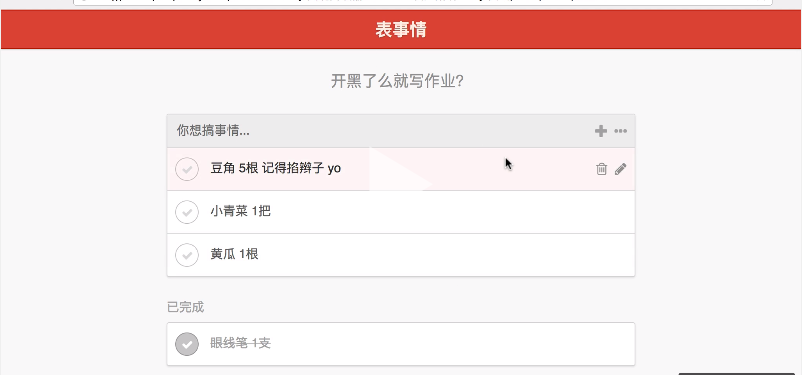 表事情
开黑了么就写作业?
你想搞事情...
豆角 5根 记得掐辫子 yo
小青菜 1把
黄瓜 1根
已完成
眼线笔 1支